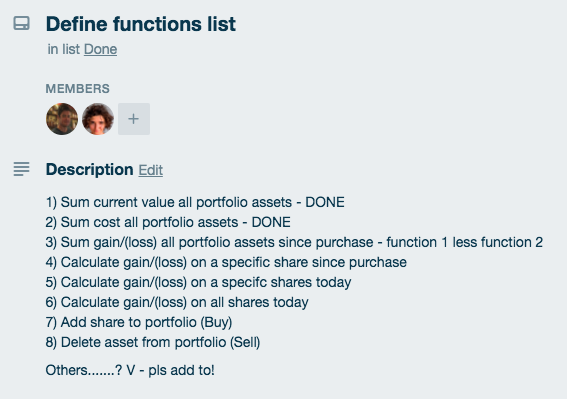 Define functions list
in list Done
MEMBERS
+
Description Edit
1) Sum current value all portfolio assets - DONE
2) Sum cost all portfolio assets - DONE
3) Sum gain/(loss) all portfolio assets since purchase - function 1 less function 2
4) Calculate gain/(loss) on a specific share since purchase
5) Calculate gain/(loss) on a specifc shares today
6) Calculate gain/(loss) on all shares today
7) Add share to portfolio (Buy)
8) Delete asset from portfolio (Sell)
Others.......? V - pls add to!